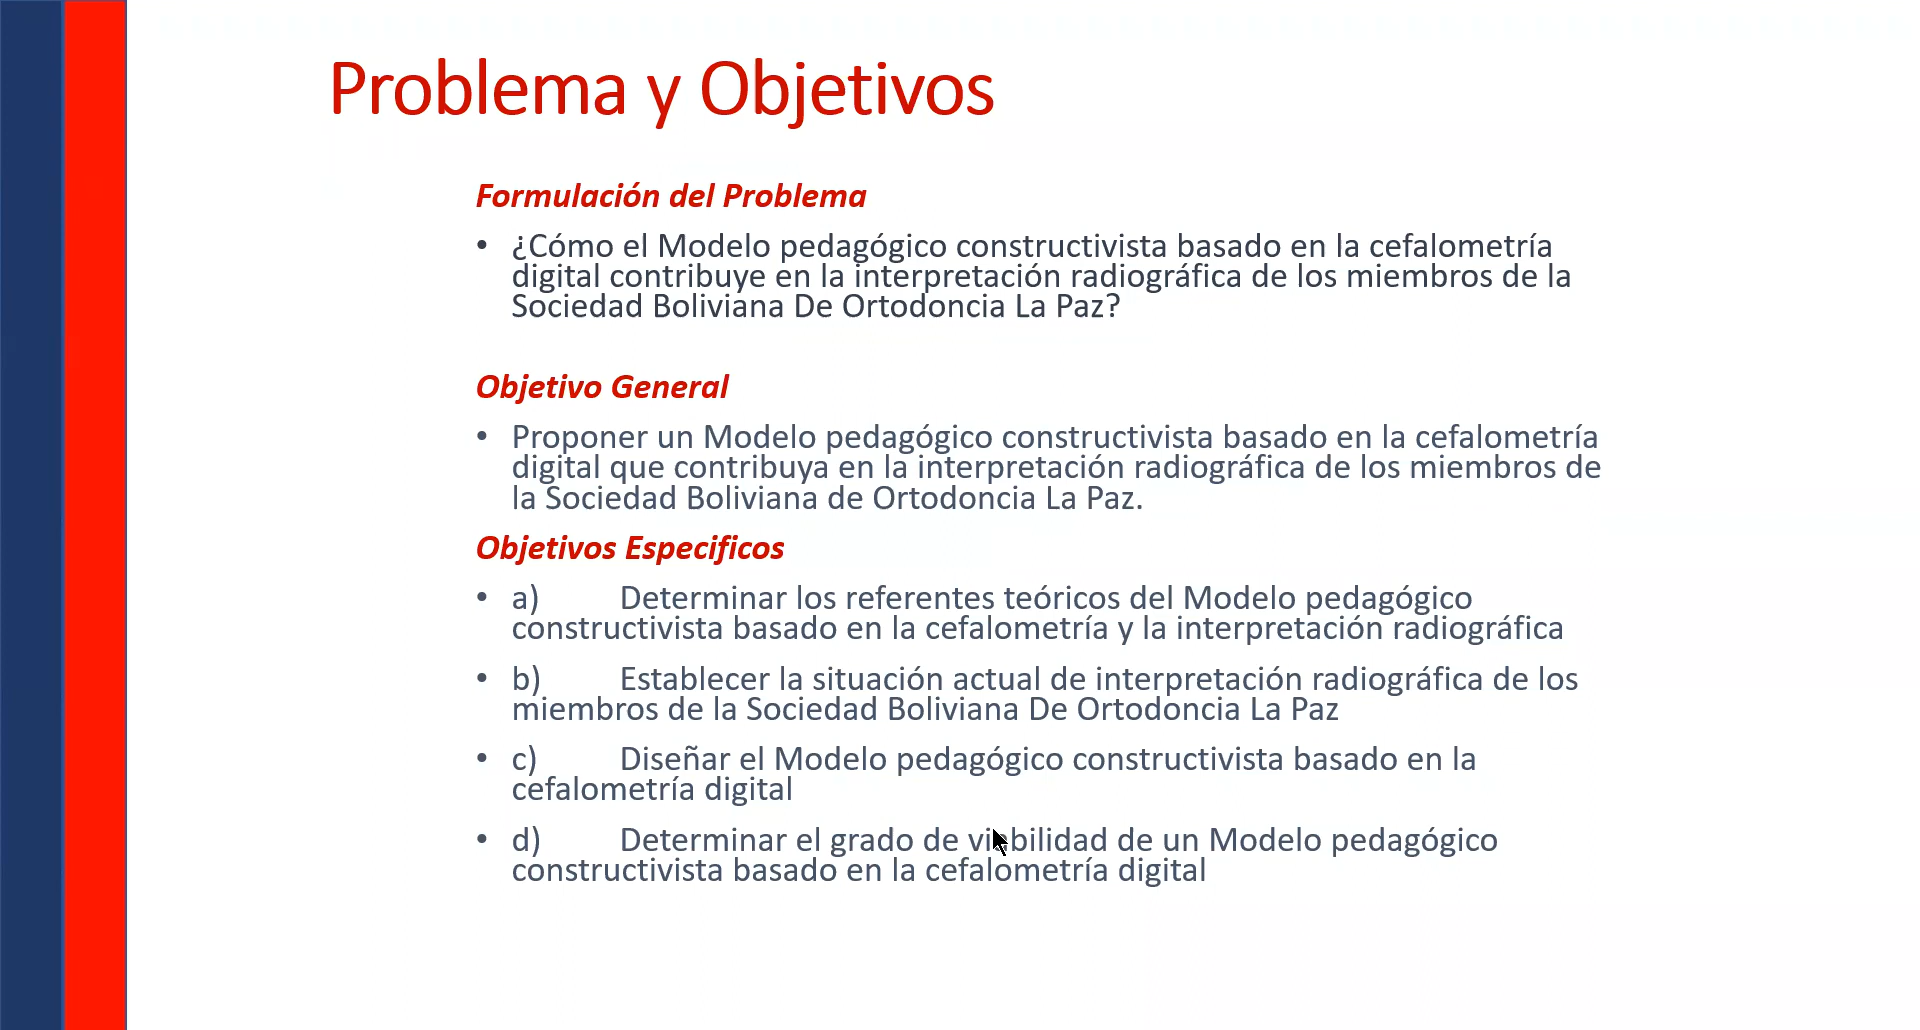 Problema y Objetivos
Formulación del Problema
• ¿Cómo el Modelo pedagógico constructivista basado en la cefalometría
digital contribuye en la interpretación radiográfica de los miembros de la
Sociedad Boliviana De Ortodoncia La Paz?
Objetivo General
• Proponer un Modelo pedagógico constructivista basado en la cefalometría
digital que contribuya en la interpretación radiográfica de los miembros de
la Sociedad Boliviana de Ortodoncia La Paz.
Objetivos Especificos
• a) Determinar los referentes teóricos del Modelo pedagógico
constructivista basado en la cefalometría y la interpretación radiográfica
• b) Establecer la situación actual de interpretación radiográfica de los
miembros de la Sociedad Boliviana De Ortodoncia La Paz
• c) Diseñar el Modelo pedagógico constructivista basado en la
cefalometría digital
• d) Determinar el grado de viabilidad de un Modelo pedagógico
constructivista basado en la cefalometría digital